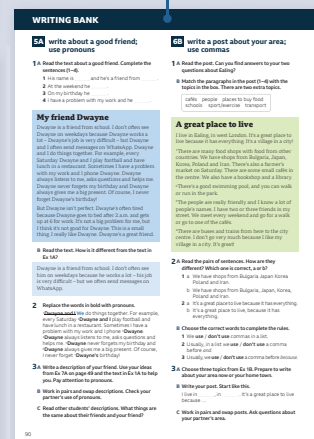 WRITING BANK
5A write about a good friend;
use pronouns
1 A Read the text about a good friend. Complete the
sentences (1–4).
1 His name is and he's a friend from .
2 At the weekend he .
3 On my birthday he .
4 I have a problem with my work and he .
My friend Dwayne
Dwayne is a friend from school. I don't often see
Dwayne on weekdays because Dwayne works a
lot – Dwayne's job is very difficult – but Dwayne
and I often send messages on WhatsApp. Dwayne
and I do things together. For example, every
Saturday Dwayne and I play football and have
lunch in a restaurant. Sometimes I have a problem
with my work and I phone Dwayne. Dwayne
always listens to me, asks questions and helps me.
Dwayne never forgets my birthday and Dwayne
always gives me a big present. Of course, I never
forget Dwayne's birthday!
But Dwayne isn't perfect. Dwayne's often tired
because Dwayne goes to bed after 2 a.m. and gets
up at 6 for work. It's not a big problem for me, but
I think it's not good for Dwayne. This is a small
thing. I really like Dwayne. Dwayne's a great friend.
B Read the text. How is it different from the text in
Ex 1A?
Dwayne is a friend from school. I don't often see
him on weekdays because he works a lot – his job
is very difficult – but we often send messages on
WhatsApp.
2 Replace the words in bold with pronouns.
Dwayne and I We do things together. For example,
every Saturday Dwayne and I play football and
have lunch in a restaurant. Sometimes I have a
problem with my work and I phone Dwayne.
Dwayne always listens to me, asks questions and
helps me. Dwayne never forgets my birthday and
Dwayne always gives me a big present. Of course,
I never forget Dwayne's birthday!
3 A Write a description of your friend. Use your ideas
from Ex 7A on page 49 and the text in Ex 1A to help
you. Pay attention to pronouns.
B Work in pairs and swap descriptions. Check your
partner's use of pronouns.
C Read other students' descriptions. What things are
the same about their friends and your friend?
90
6B write a post about your area;
use commas
1 A Read the post. Can you find answers to your two
questions about Ealing?
B Match the paragraphs in the post (1–4) with the
topics in the box. There are two extra topics.
cafés people places to buy food
schools sport/exercise transport
A great place to live
I live in Ealing, in west London. It's a great place to
live because it has everything. It's a village in a city!
There are many food shops with food from other
countries. We have shops from Bulgaria, Japan,
Korea, Poland and Iran. There's also a farmer's
market on Saturday. There are some small cafés in
the centre. We also have a library and a bookshop.
There's a good swimming pool, and you can walk
or run in the park.
The people are really friendly and I know a lot of
people's names. I have two or three friends in my
street. We meet every weekend and go for a walk
or go to one of the cafés.
There are buses and trains from here to the city
centre. I don't go very much because I like my
village in a city. It's great!
2 A Read the pairs of sentences. How are they
different? Which one is correct, a or b?
1 a We have shops from Bulgaria, Japan Korea
Poland and Iran.
b We have shops from Bulgaria, Japan, Korea,
Poland and Iran.
2 a It's a great place to live because it has everything.
b It's a great place to live, because it has
everything.
B Choose the correct words to complete the rules.
1 We use / don't use commas in a list.
2 Usually, in a list we use / don't use a comma
before and.
3 Usually, we use / don't use a comma before because.
3 A Choose three topics from Ex 1B. Prepare to write
about your area now or your home town.
B Write your post. Start like this.
I live in , in . It's a great place to live
because …
C Work in pairs and swap posts. Ask questions about
your partner's area.